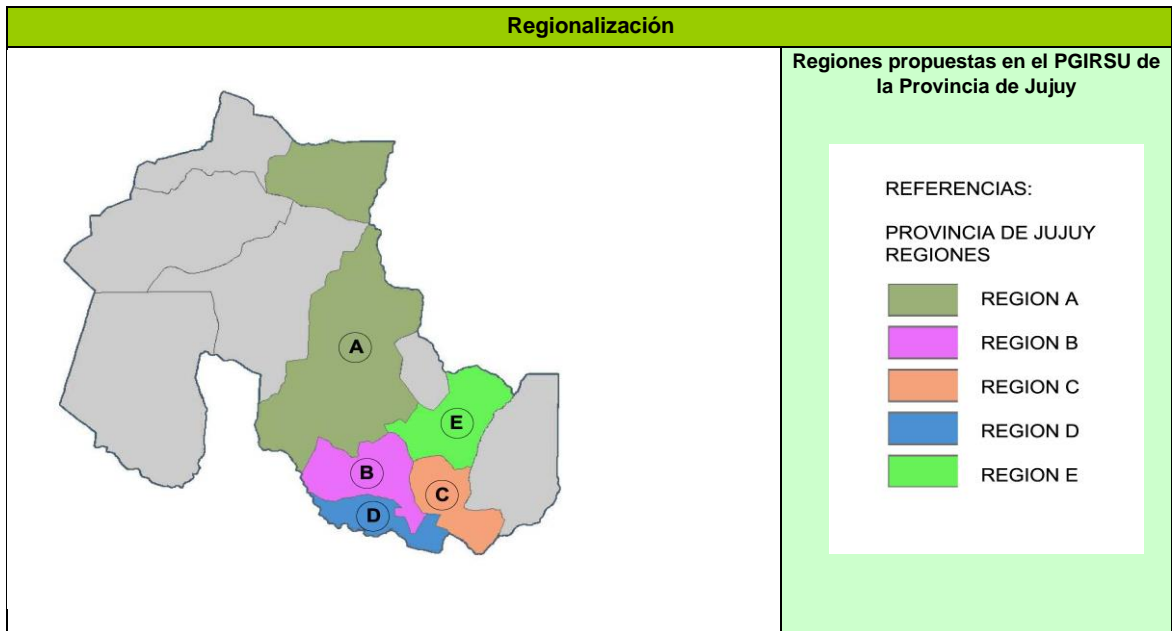 Regionalización
Regiones propuestas en el PGIRSU de
la Provincia de Jujuy
A
E
B
C
D
REFERENCIAS:
PROVINCIA DE JUJUY
REGIONES
REGION A
REGION B
REGION C
REGION D
REGION E